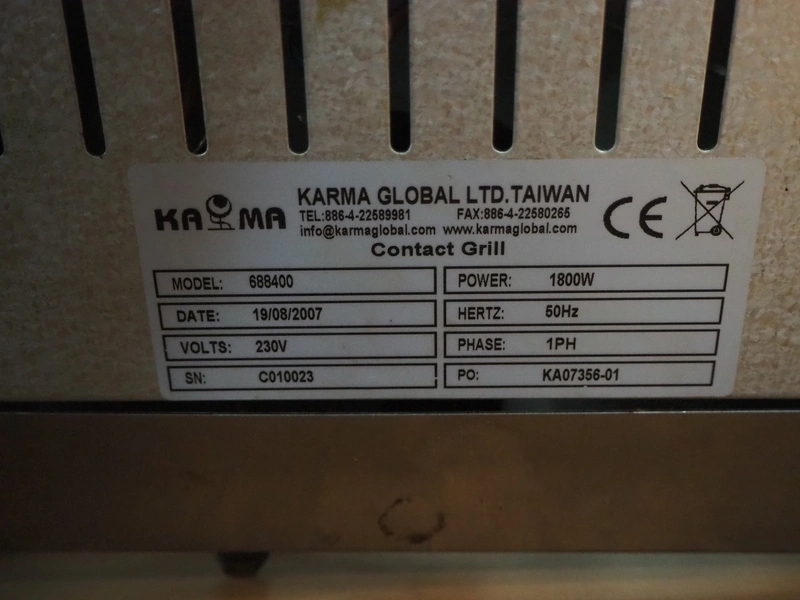 KARMA
KARMA GLOBAL LTD.TAIWAN
TEL:886-4-22589981 FAX:886-4-22580265
info@karmaglobal.com www.karmaglobal.com
CE
Contact Grill
MODEL: 688400 POWER: 1800W
DATE: 19/08/2007 HERTZ: 50Hz
VOLTS: 230V PHASE: 1PH
SN: C010023 PO: KA07356-01